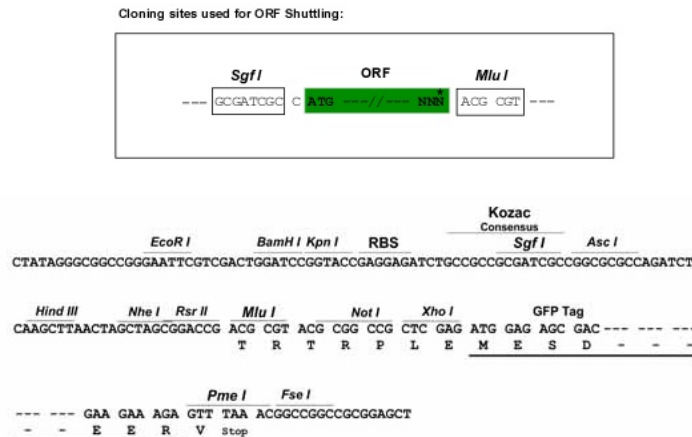 Cloning sites used for ORF Shuttling:
Sgf I ORF Mlu I
--- GCGATCGC C ATG ---//--- NNN* ACG CGT ---
Kozac
Consensus
EcoR I BamH I Kpn I RBS Sgf I Asc I
CTATAGGGCGGCCGGGAATTCGTCGACTGGATCCGGTACCGAGGAGATCTGCCGCCGCGATCGCCGGCGCGCCAGATCT
Hind III Nhe I Rsr II Mlu I Not I Xho I GFP Tag
CAAGCTTAACTAGCTAGCGGACCG ACG CGT ACG CGG CCG CTC GAG ATG GAG AGC GAC--- --- ---
T R T R P L E M E S D - - -
Pme I Fse I
--- --- GAA GAA AGA GTT TAA ACGGCCGGCCGCGGAGCT
- - E E R V Stop